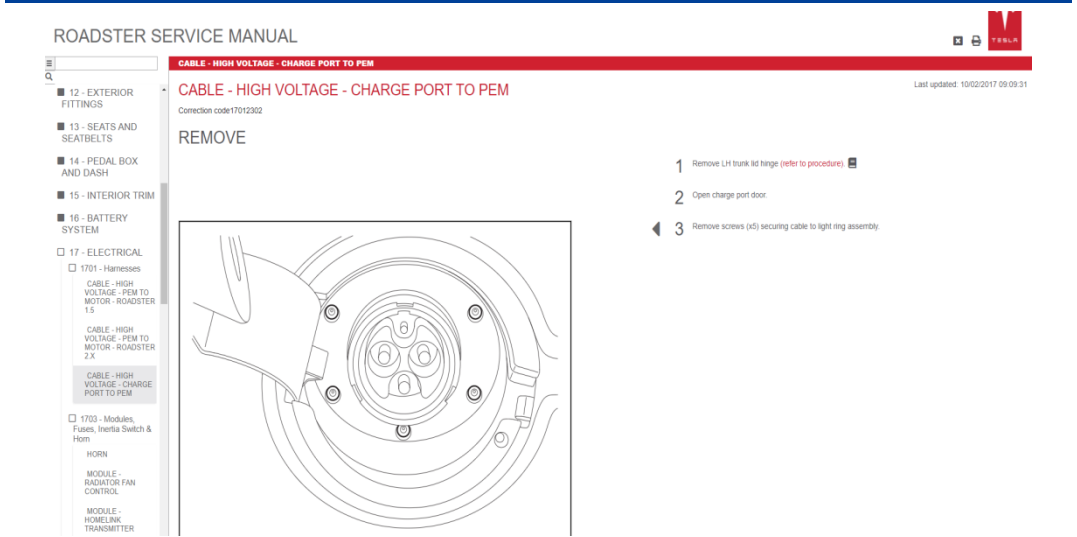 ROADSTER SERVICE MANUAL
TESLA
CABLE - HIGH VOLTAGE - CHARGE PORT TO PEM
12 - EXTERIOR
FITTINGS
13 - SEATS AND
SEATBELTS
14 - PEDAL BOX
AND DASH
15 - INTERIOR TRIM
16 - BATTERY
SYSTEM
17 - ELECTRICAL
1701 - Harnesses
CABLE - HIGH
VOLTAGE - PEM TO
MOTOR - ROADSTER
1.5
CABLE - HIGH
VOLTAGE - PEM TO
MOTOR - ROADSTER
2.X
CABLE - HIGH
VOLTAGE - CHARGE
PORT TO PEM
1703 - Modules,
Fuses, Inertia Switch &
Horn
HORN
MODULE -
RADIATOR FAN
CONTROL
MODULE -
HOMELINK
TRANSMITTER
CABLE - HIGH VOLTAGE - CHARGE PORT TO PEM
Last updated: 10/02/2017 09:09:31
Correction code17012302
REMOVE
1 Remove LH trunk lid hinge (refer to procedure).
2 Open charge port door.
3 Remove screws (x5) securing cable to light ring assembly.